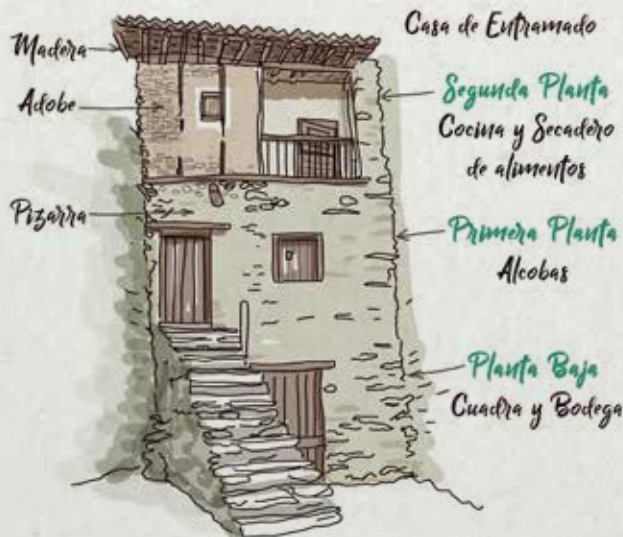 Casa de Entramado
Madera
Adobe
Pizarra
Segunda Planta
Cocina y Secadero
de alimentos
Primera Planta
Alcobas
Planta Baja
Cuadra y Bodega